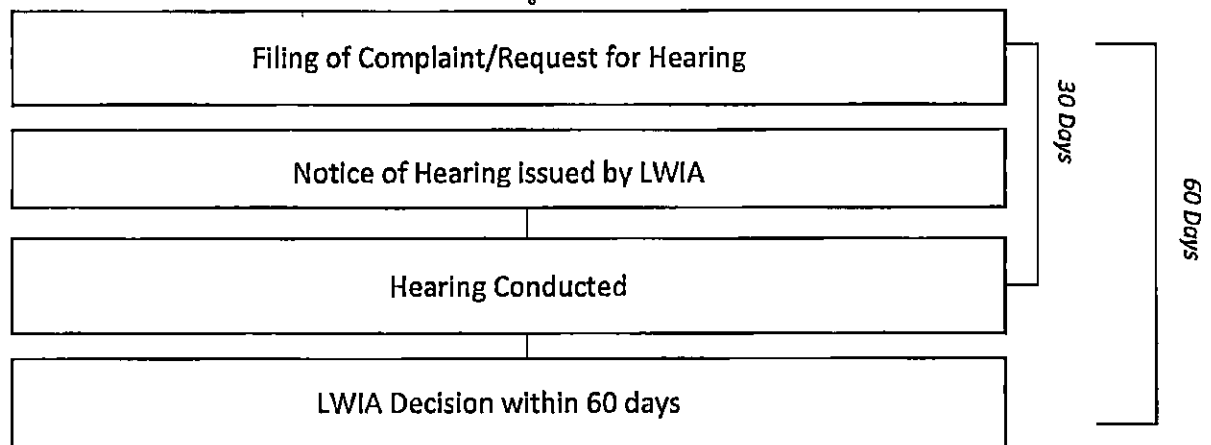 Filing of Complaint/Request for Hearing
30 Days
Notice of Hearing issued by LWIA
60 Days
Hearing Conducted
LWIA Decision within 60 days